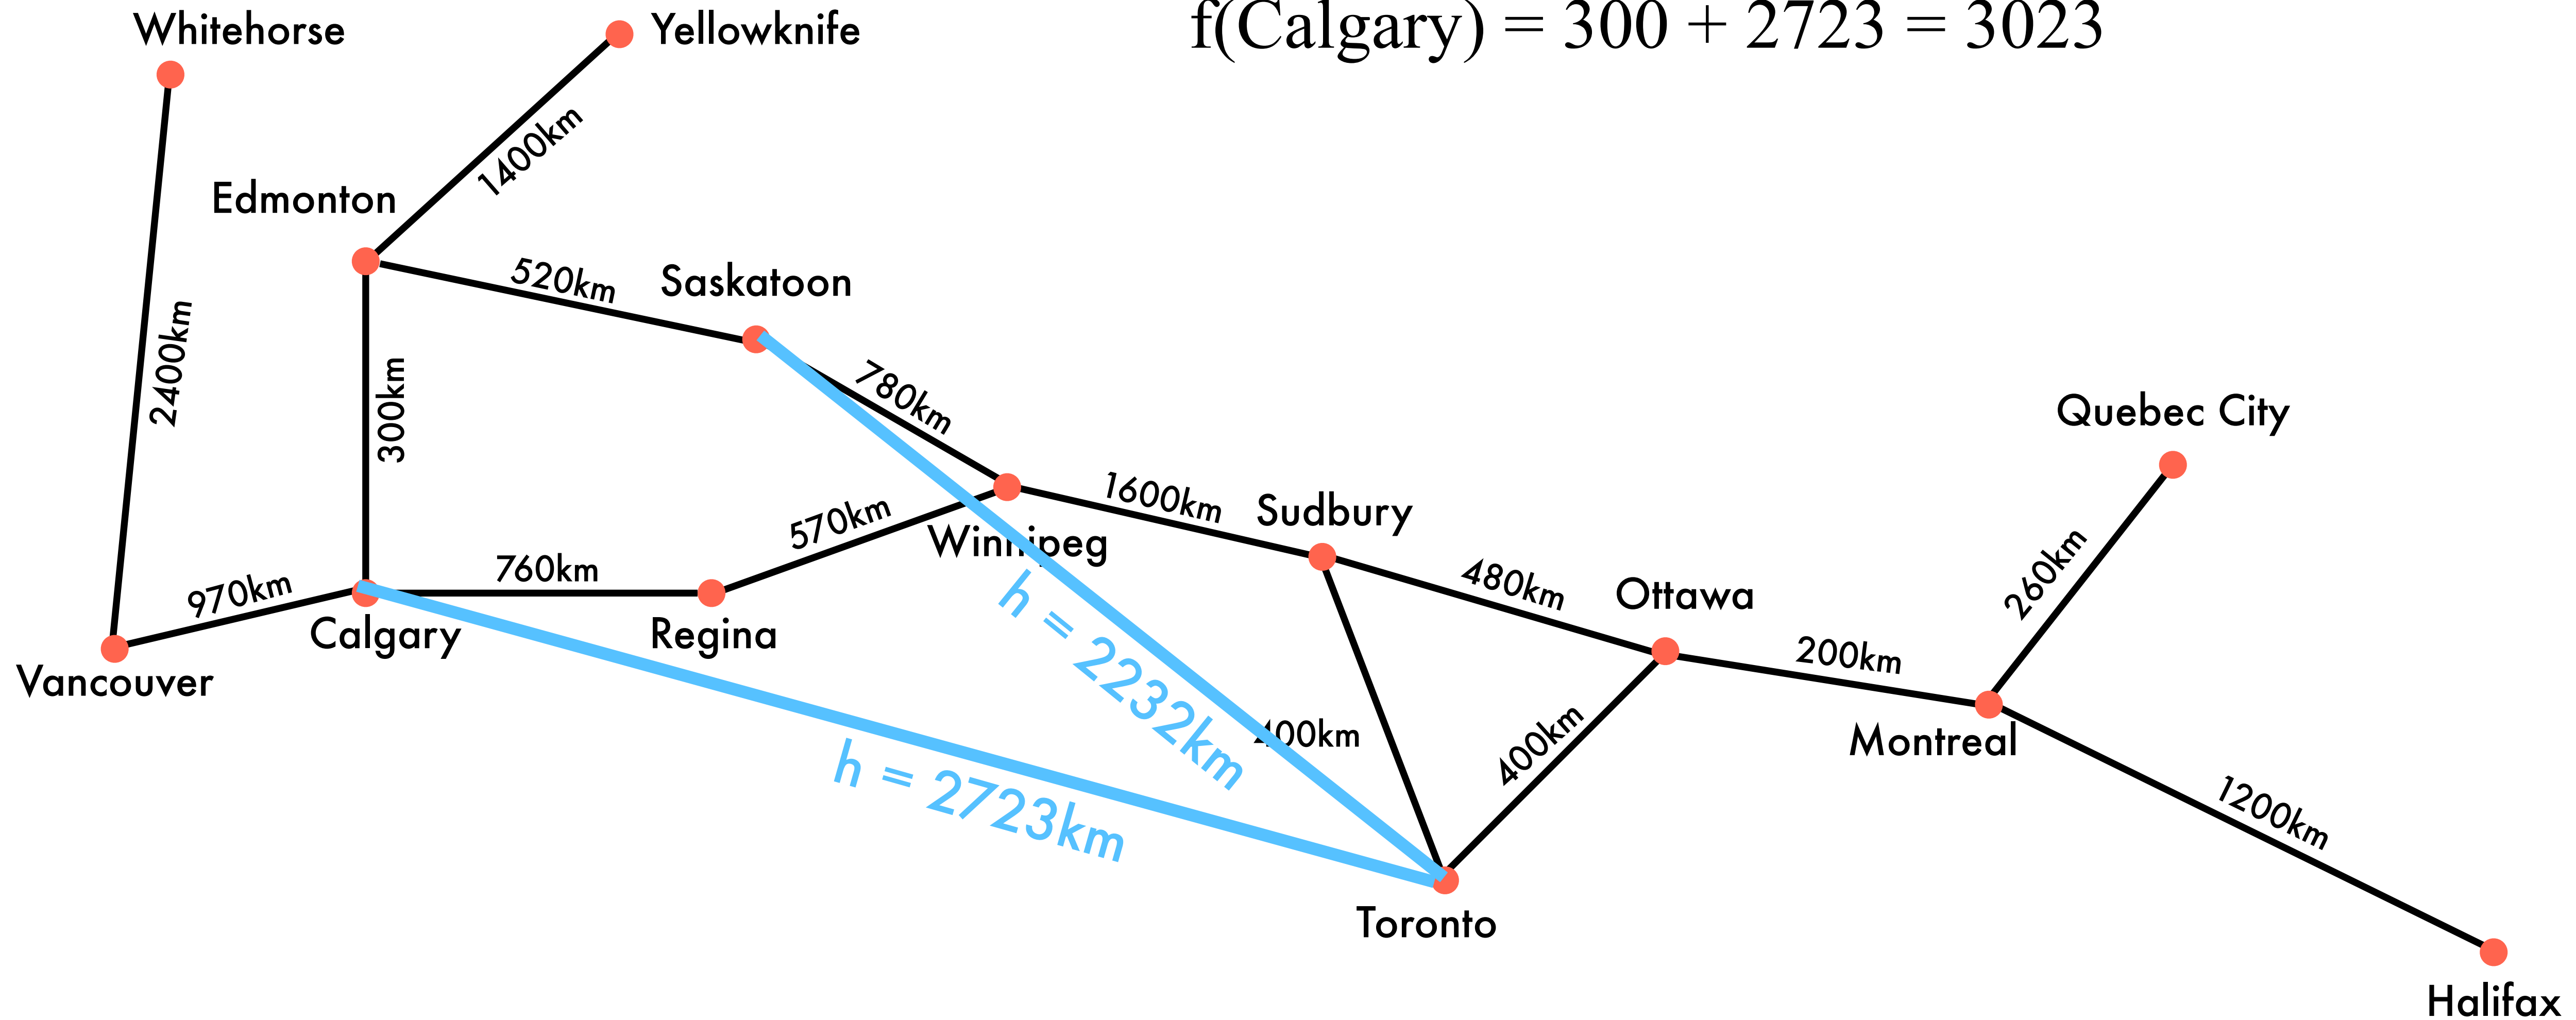 f(Calgary) = 300 + 2723 = 3023
Whitehorse
Yellowknife
1400km
Edmonton
520km
Saskatoon
2400km
300km
780km
Quebec City
1600km
Sudbury
570km
Winnipeg
970km
760km
480km
Ottawa
260km
Calgary
Regina
h = 2232km
200km
Vancouver
400km
400km
Montreal
h = 2723km
1200km
Toronto
Halifax